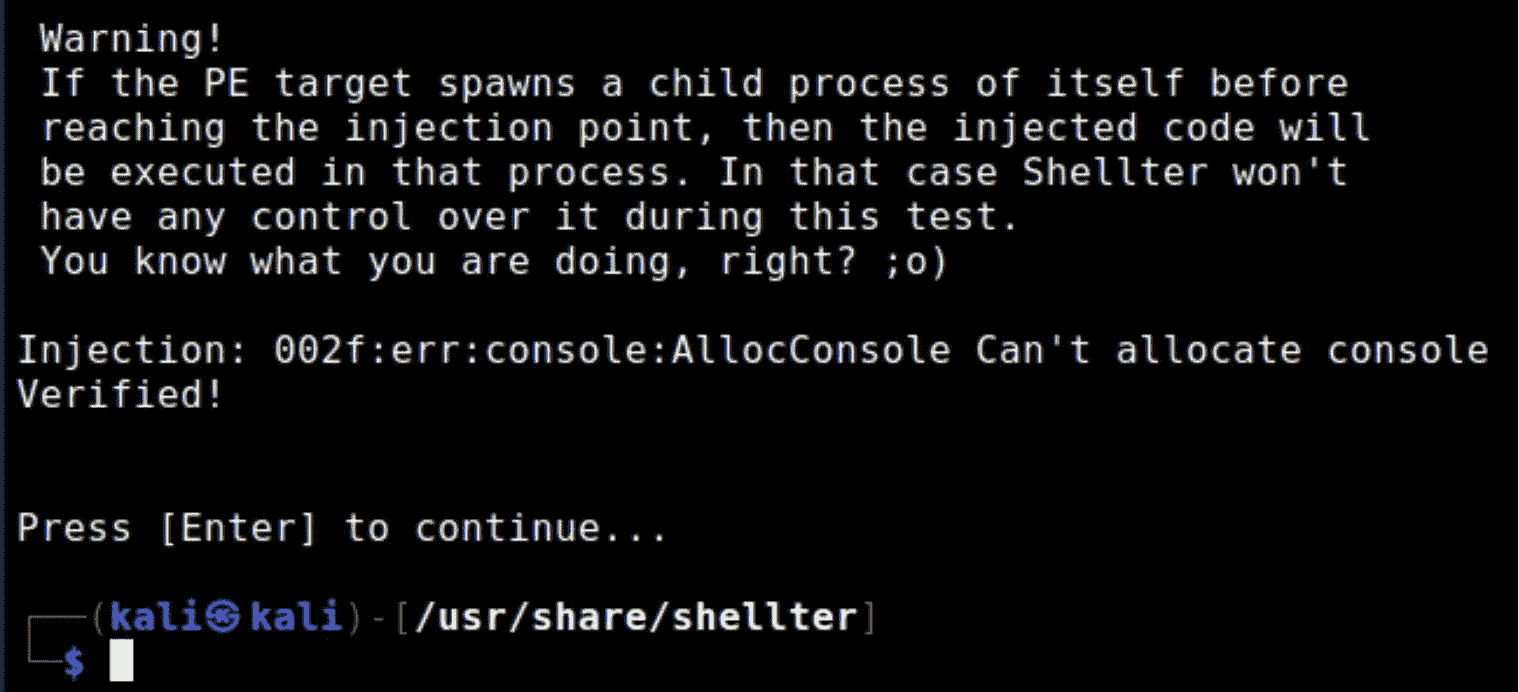 Warning!
If the PE target spawns a child process of itself before
reaching the injection point, then the injected code will
be executed in that process. In that case Shellter won't
have any control over it during this test.
You know what you are doing, right? ;o)
Injection: 002f:err:console:AllocConsole Can't allocate console
Verified!
Press [Enter] to continue...
┌──(kali㉿kali)-[/usr/share/shellter]
└─$